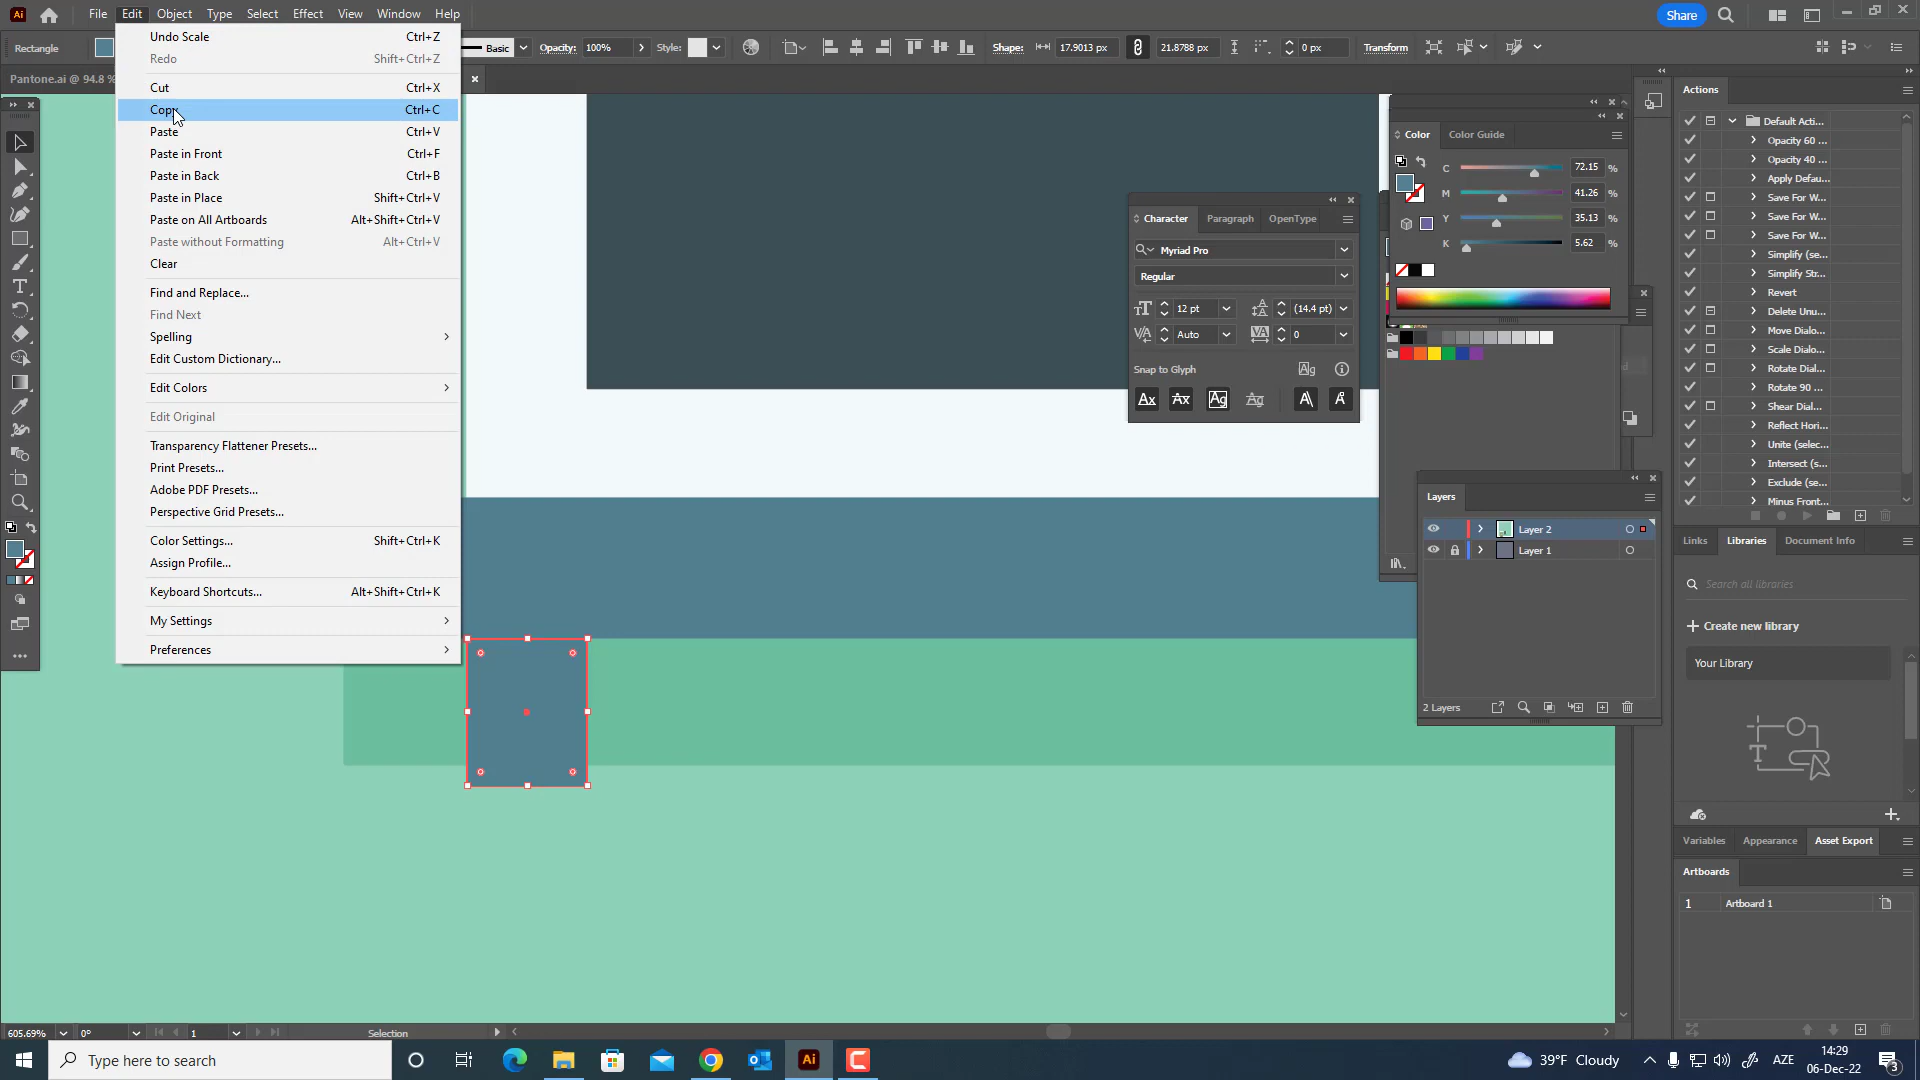 Ai File Edit Object Type Select Effect View Window Help Share
Rectangle Basic Opacity: 100% Style: Shape: 17.9013 px 21.8788 px 0 px Transform
Pantone.ai @ 94.8 %
Undo Scale Ctrl+Z
Redo Shift+Ctrl+Z
Cut Ctrl+X
Copy Ctrl+C
Paste Ctrl+V
Paste in Front Ctrl+F
Paste in Back Ctrl+B
Paste in Place Shift+Ctrl+V
Paste on All Artboards Alt+Shift+Ctrl+V
Paste without Formatting Alt+Ctrl+V
Clear
Find and Replace...
Find Next
Spelling
Edit Custom Dictionary...
Edit Colors
Edit Original
Transparency Flattener Presets...
Print Presets...
Adobe PDF Presets...
Perspective Grid Presets...
Color Settings... Shift+Ctrl+K
Assign Profile...
Keyboard Shortcuts... Alt+Shift+Ctrl+K
My Settings
Preferences
Character Paragraph OpenType
Myriad Pro
Regular
12 pt (14.4 pt)
Auto 0
Snap to Glyph
Color Color Guide
C 72.15 %
M 41.26 %
Y 35.13 %
K 5.62 %
Layers
Layer 2
Layer 1
2 Layers
Actions
Default Acti...
Opacity 60 ...
Opacity 40 ...
Apply Defau...
Save For W...
Save For W...
Save For W...
Simplify (se...
Simplify Str...
Revert
Delete Unu...
Move Dialo...
Scale Dialo...
Rotate Dial...
Rotate 90 ...
Shear Dial...
Reflect Hori...
Unite (selec...
Intersect (s...
Exclude (se...
Minus Front...
Links Libraries Document Info
Search all libraries
Create new library
Your Library
Variables Appearance Asset Export
Artboards
1 Artboard 1
605.69% 0° 1 Selection
Type here to search
Ai
39°F Cloudy AZE 14:29
06-Dec-22 3